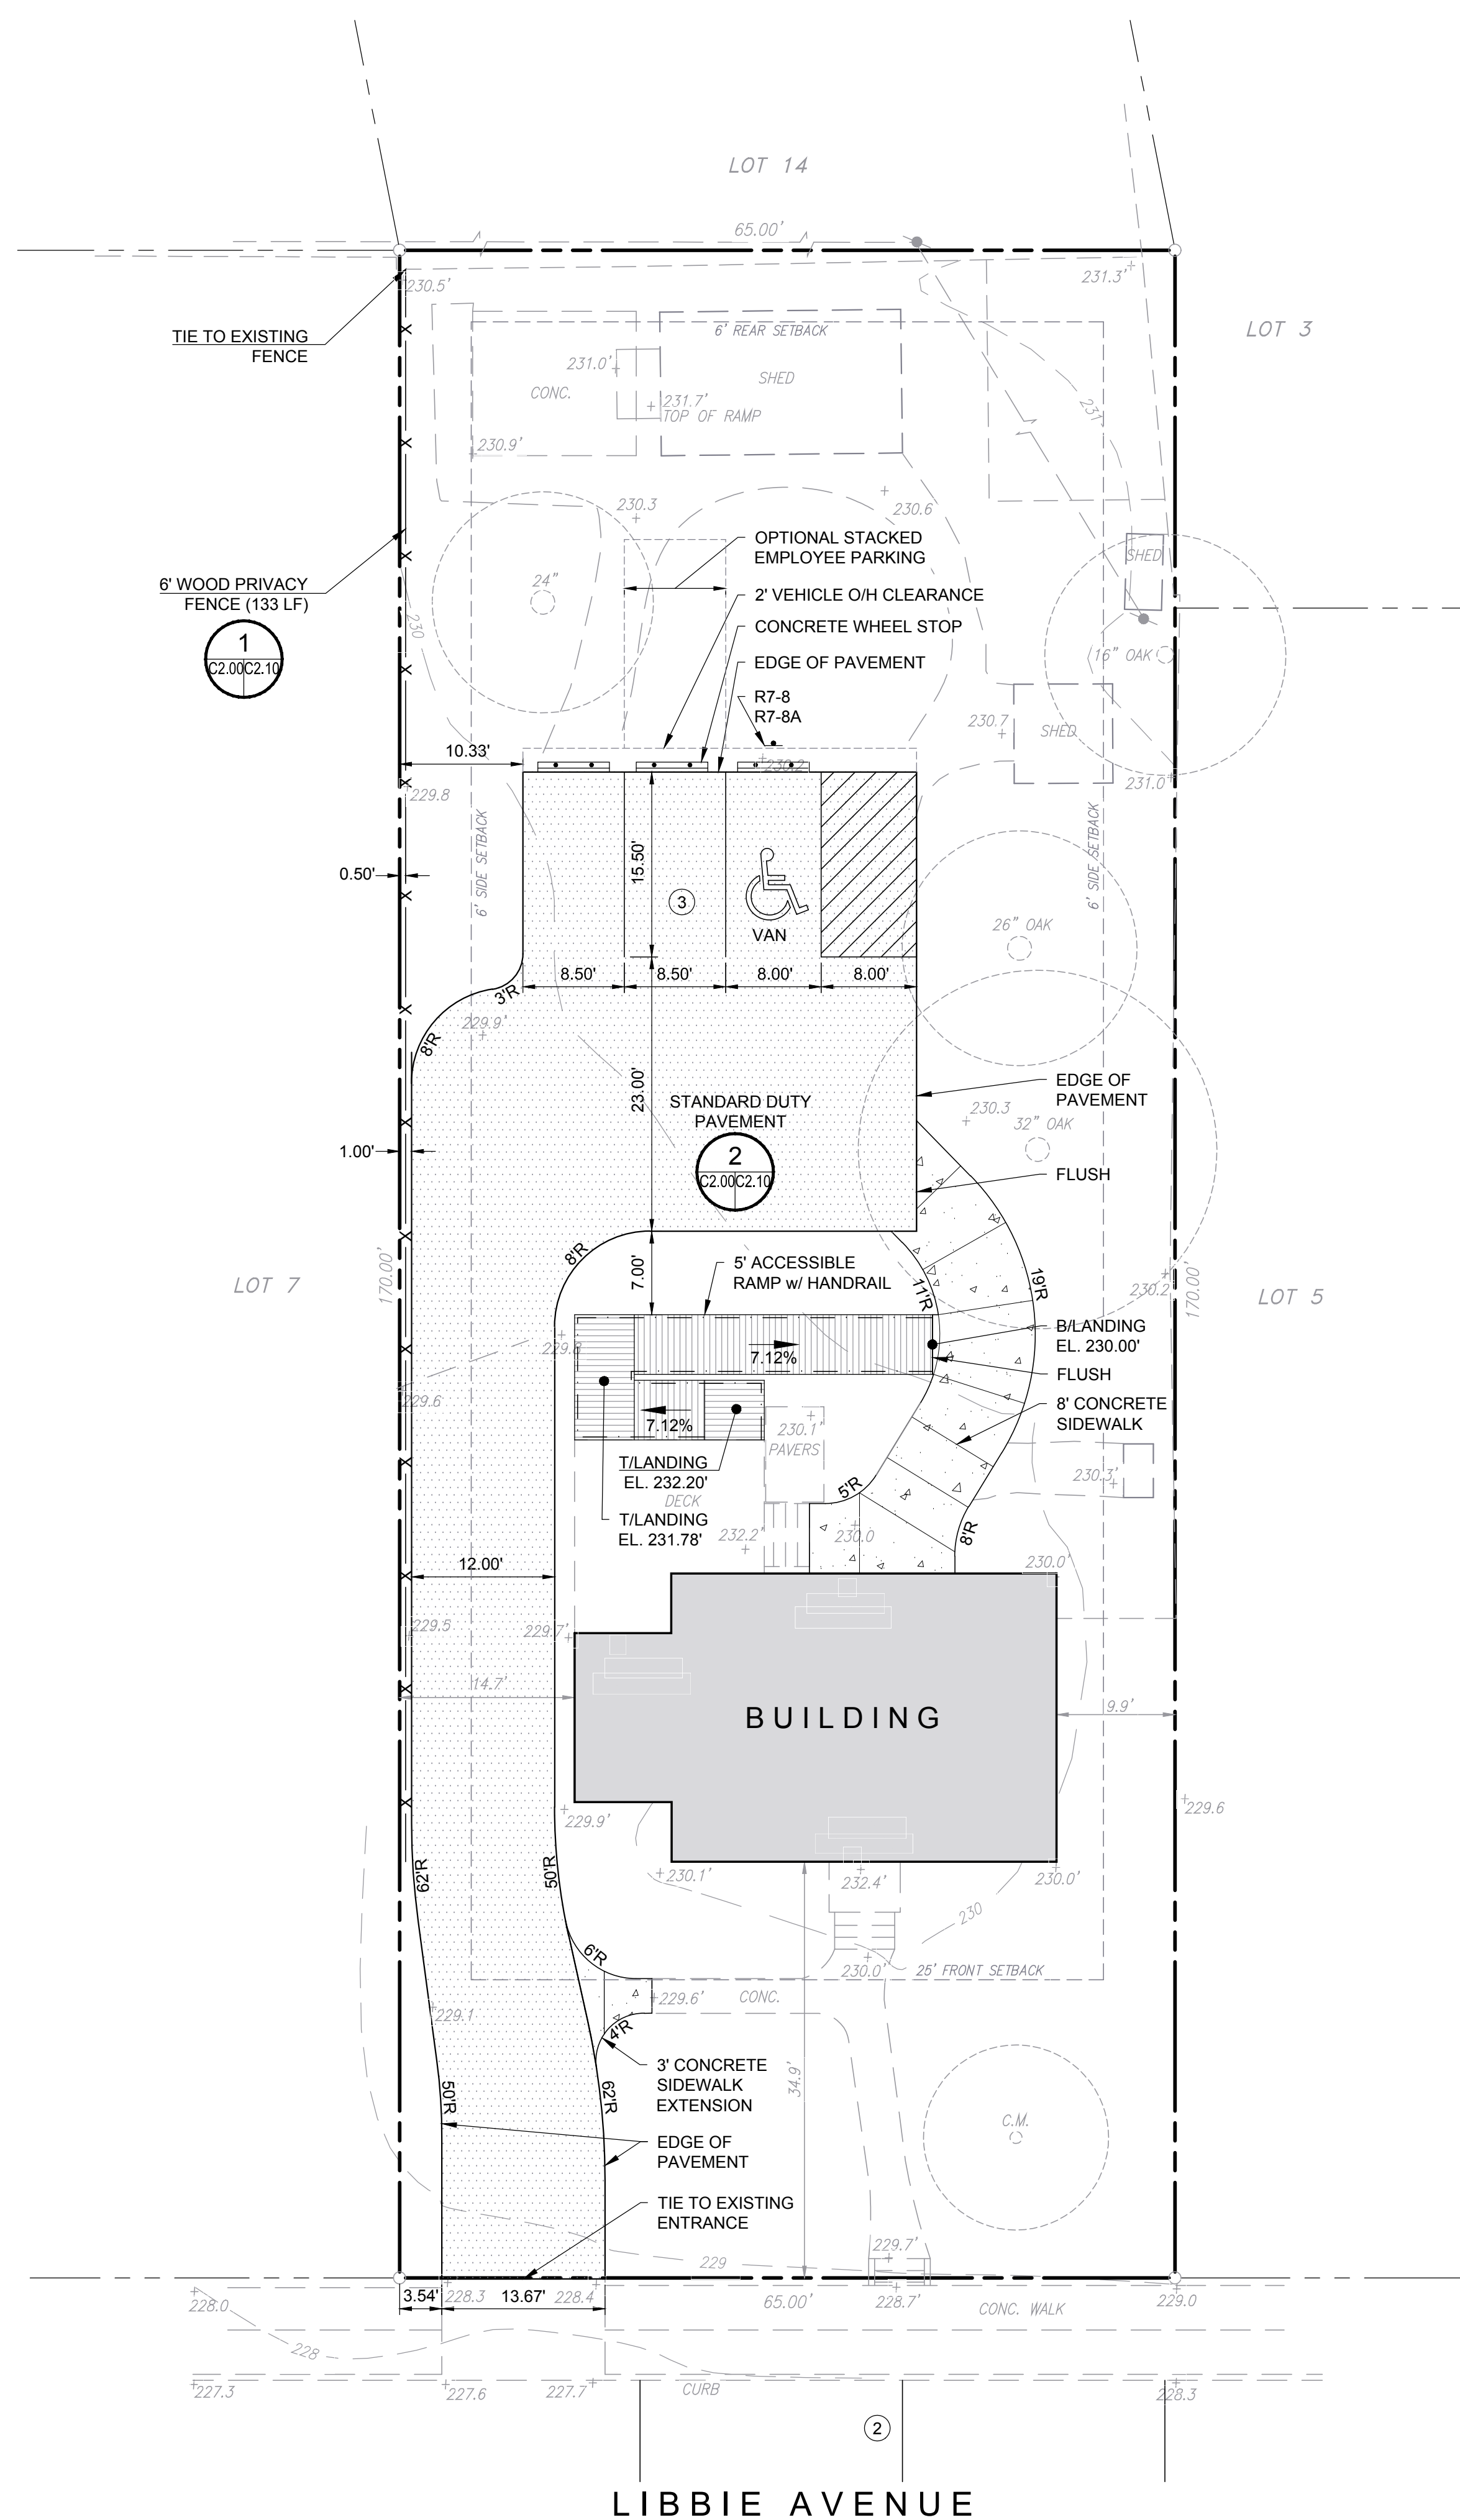 LOT 14
65.00'
230.5'
231.3'
TIE TO EXISTING
FENCE
LOT 3
6' REAR SETBACK
231.0'
SHED
CONC.
231.7'
TOP OF RAMP
231
230.9'
230.3
230.6
OPTIONAL STACKED
EMPLOYEE PARKING
SHED
6' WOOD PRIVACY
FENCE (133 LF)
24"
2' VEHICLE O/H CLEARANCE
230
CONCRETE WHEEL STOP
1
C2.00 C2.10
16" OAK
EDGE OF PAVEMENT
R7-8
R7-8A
230.7
SHED
10.33'
230.2
229.8
231.0'
6' SIDE SETBACK
15.50'
6' SIDE SETBACK
0.50'
3
VAN
26" OAK
8.50'
8.50'
8.00'
8.00'
3'R
229.9'
8'R
23.00'
STANDARD DUTY
PAVEMENT
EDGE OF
PAVEMENT
230.3
32" OAK
1.00'
2
C2.00 C2.10
FLUSH
8'R
7.00'
5' ACCESSIBLE
RAMP w/ HANDRAIL
LOT 7
170.00'
11'R
19'R
230.2
170.00'
LOT 5
229.8
7.12%
B/LANDING
EL. 230.00'
FLUSH
229.6
7.12%
230.1'
PAVERS
8' CONCRETE
SIDEWALK
T/LANDING
EL. 232.20'
DECK
T/LANDING
EL. 231.78'
230.3'
5'R
232.2'
230.0
8'R
12.00'
230.0'
229.5
229.7'
14.7'
BUILDING
9.9'
229.9'
229.6
62'R
50'R
230.1'
232.4'
230.0'
230
6'R
230.0'
25' FRONT SETBACK
229.6'
CONC.
229.1
4'R
3' CONCRETE
SIDEWALK
EXTENSION
34.9'
50'R
62'R
C.M.
EDGE OF
PAVEMENT
TIE TO EXISTING
ENTRANCE
229.7'
229
3.54'
228.3
13.67'
228.4
228.0
65.00'
228.7'
CONC. WALK
229.0
228
227.3
227.6
227.7'
CURB
228.3
2
LIBBIE AVENUE